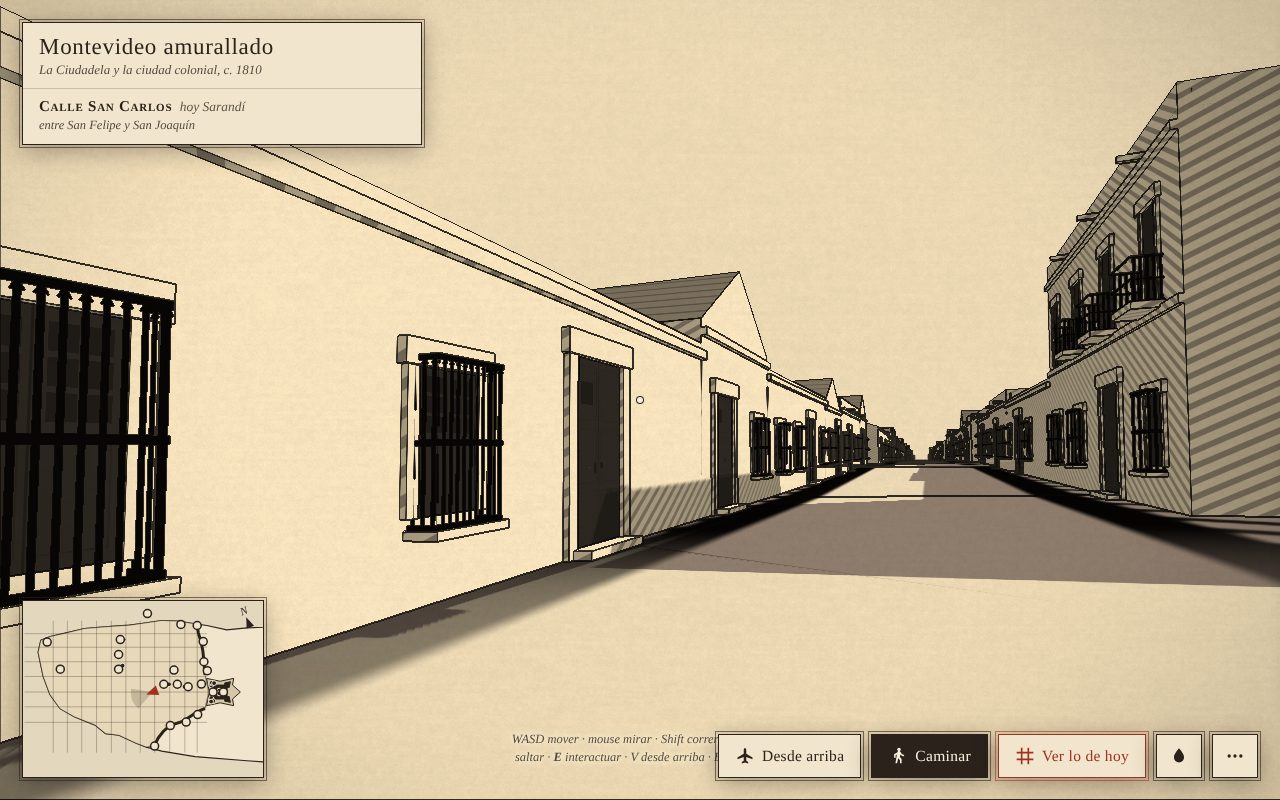 Montevideo amurallado
La Ciudadela y la ciudad colonial, c. 1810
CALLE SAN CARLOS hoy Sarandí
entre San Felipe y San Joaquín
N
WASD mover · mouse mirar · Shift correr
saltar · E interactuar · V desde arriba ·
Desde arriba
Caminar
Ver lo de hoy